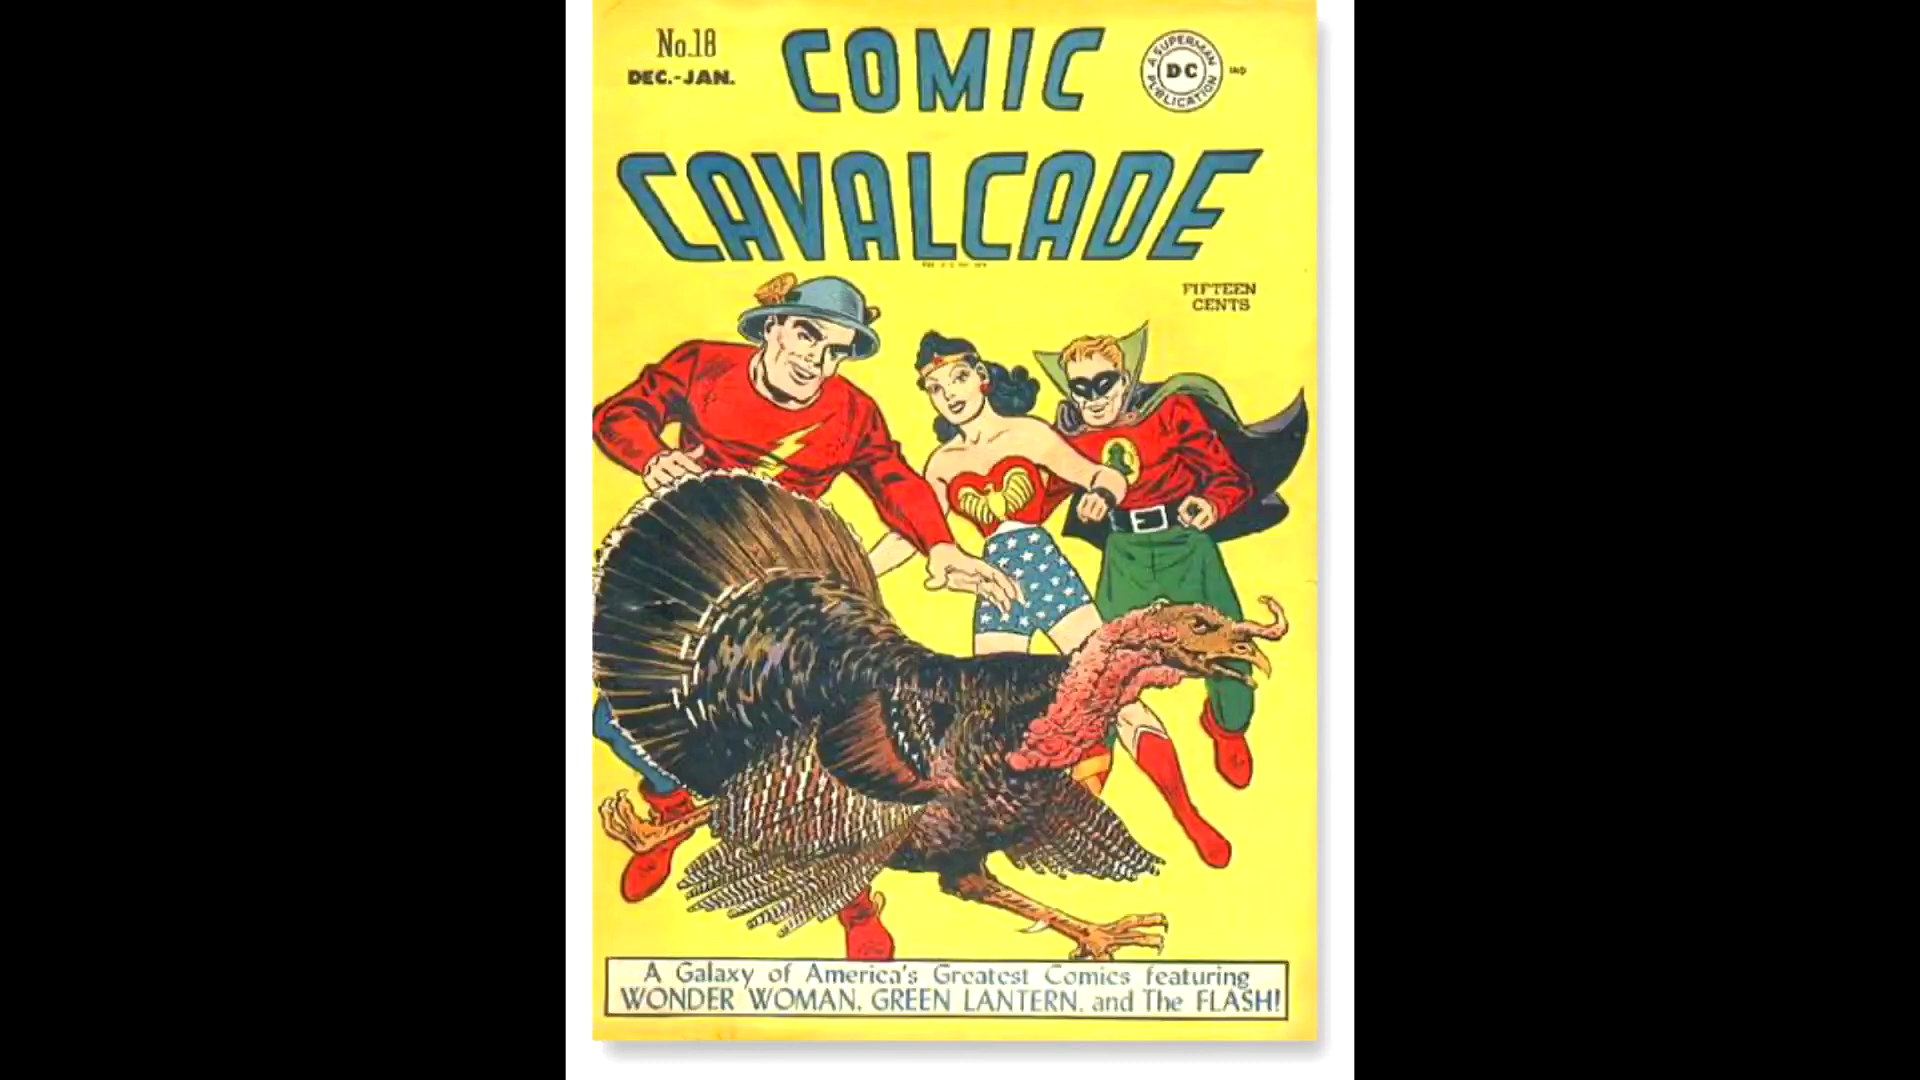 No.18
DEC.-JAN.
COMIC
A SUPERMAN DC PUBLICATION
IND
CAVALCADE
FIFTEEN
CENTS
A Galaxy of America's Greatest Comics featuring
WONDER WOMAN, GREEN LANTERN, and The FLASH!